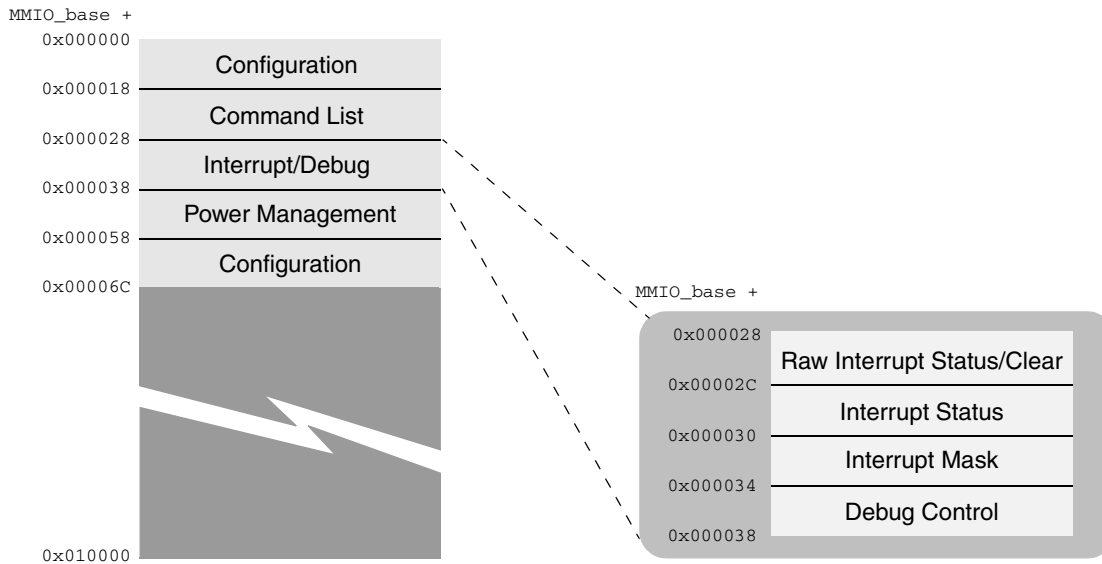 MMIO_base +
0x000000
Configuration
0x000018
Command List
0x000028
Interrupt/Debug
0x000038
Power Management
0x000058
Configuration
0x00006C
0x010000
MMIO_base +
0x000028
Raw Interrupt Status/Clear
0x00002C
Interrupt Status
0x000030
Interrupt Mask
0x000034
Debug Control
0x000038